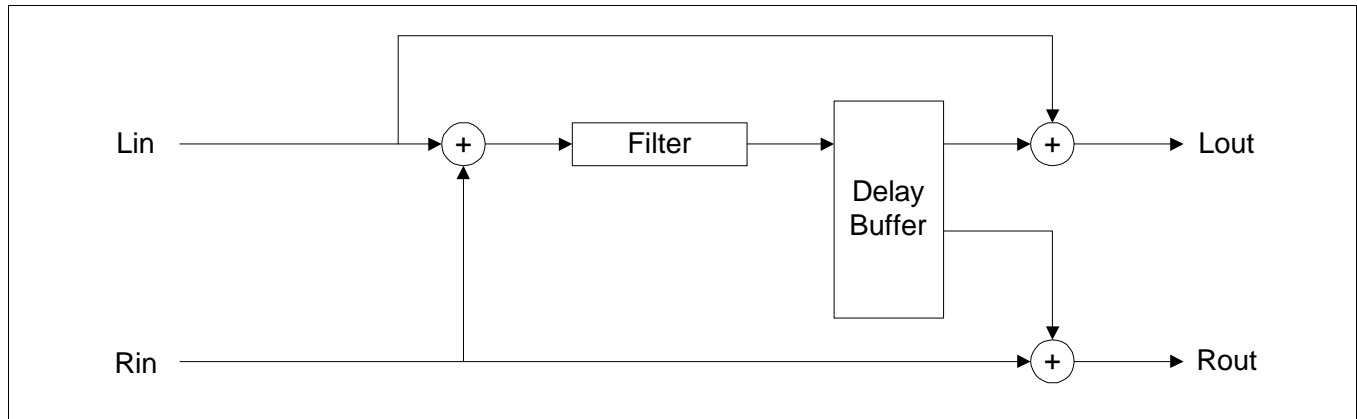 Lin
+
Filter
Delay
Buffer
+
Lout
Rin
+
Rout